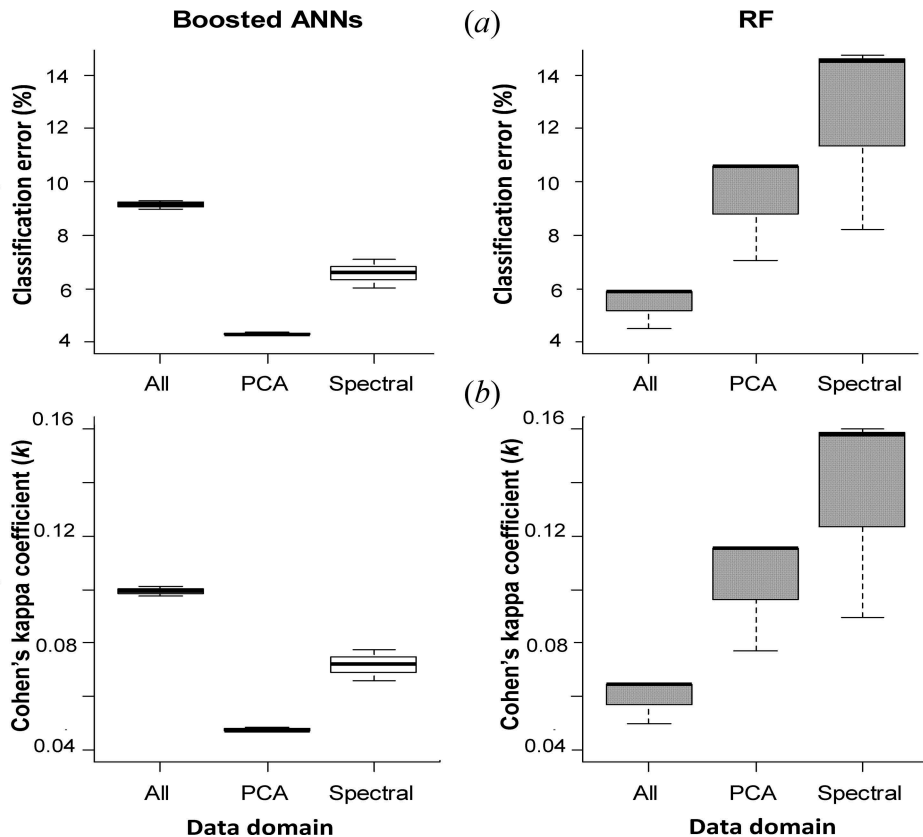 Boosted ANNs
(a)
RF
Classification error (%)
14
12
10
8
6
4
All
PCA
Spectral
Classification error (%)
14
12
10
8
6
4
All
PCA
Spectral
(b)
Cohen's kappa coefficient (k)
0.16
0.12
0.08
0.04
All
PCA
Spectral
Data domain
Cohen's kappa coefficient (k)
0.16
0.12
0.08
0.04
All
PCA
Spectral
Data domain